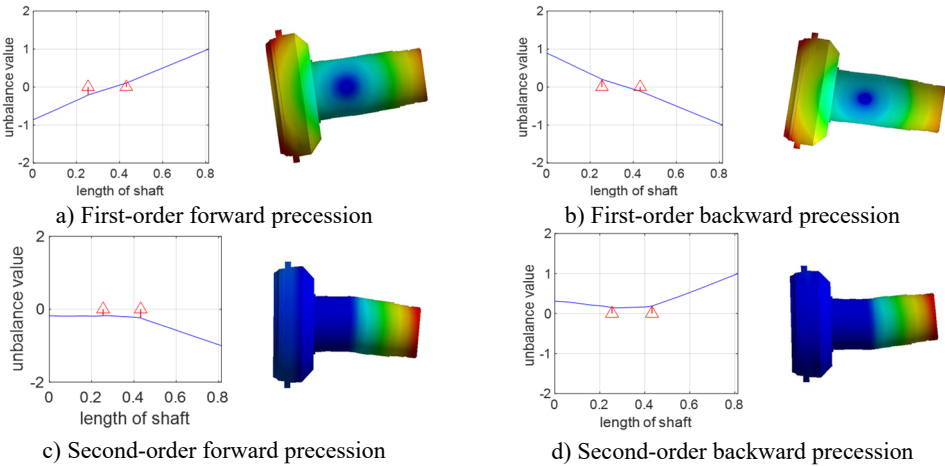 2
1
0
-1
-2
0 0.2 0.4 0.6 0.8
unbalance value
length of shaft
a) First-order forward precession
2
1
0
-1
-2
0 0.2 0.4 0.6 0.8
unbalance value
length of shaft
b) First-order backward precession
2
0
-2
0 0.2 0.4 0.6 0.8
unbalance value
length of shaft
c) Second-order forward precession
2
1
0
-1
-2
0 0.2 0.4 0.6 0.8
unbalance value
length of shaft
d) Second-order backward precession